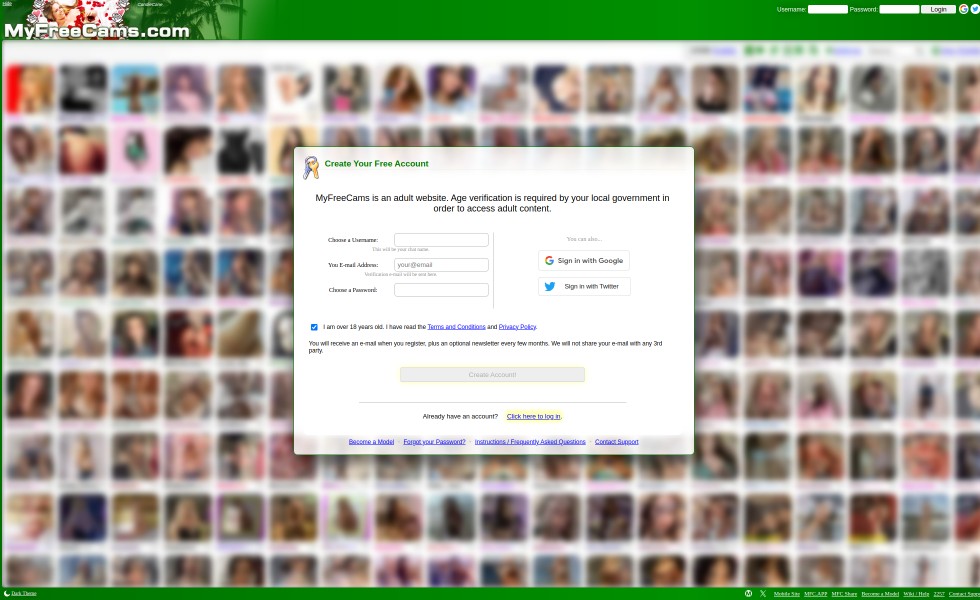 Username: Password: Login
MyFreeCams.com
Create Your Free Account
MyFreeCams is an adult website. Age verification is required by your local government in
order to access adult content.
Choose a Username:
This will be your chat name.
You E-mail Address: your@email
Verification e-mail will be sent here.
Choose a Password:
You can also...
Sign in with Google
Sign in with Twitter
I am over 18 years old. I have read the Terms and Conditions and Privacy Policy.
You will receive an e-mail when you register, plus an optional newsletter every few months. We will not share your e-mail with any 3rd
party.
Create Account!
Already have an account? Click here to log in.
Become a Model · Forgot your Password? · Instructions / Frequently Asked Questions · Contact Support
Dark Theme Mobile Site MFC.APP MFC Share Become a Model Wiki / Help 2257 Contact